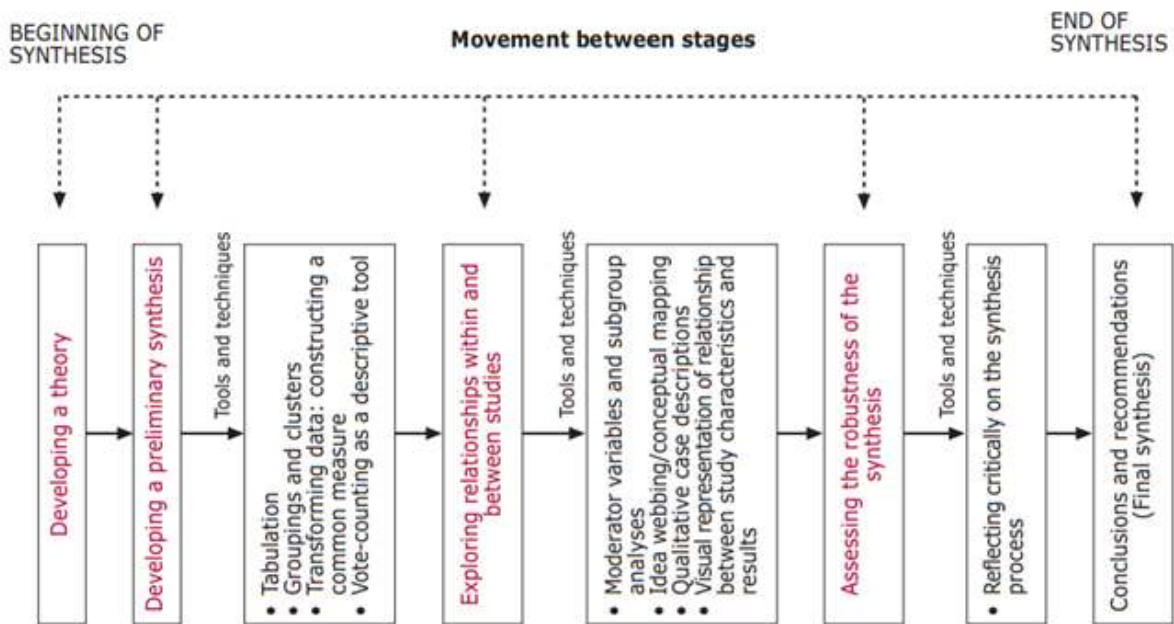 BEGINNING OF
SYNTHESIS
Movement between stages
END OF
SYNTHESIS
Developing a theory
Developing a preliminary synthesis
Tools and techniques
• Tabulation
• Groupings and clusters
• Transforming data: constructing a
common measure
• Vote-counting as a descriptive tool
Exploring relationships within and
between studies
Tools and techniques
• Moderator variables and subgroup
analyses
• Idea webbing/conceptual mapping
• Qualitative case descriptions
• Visual representation of relationship
between study characteristics and
results
Assessing the robustness of the
synthesis
Tools and techniques
• Reflecting critically on the synthesis
process
Conclusions and recommendations
(Final synthesis)